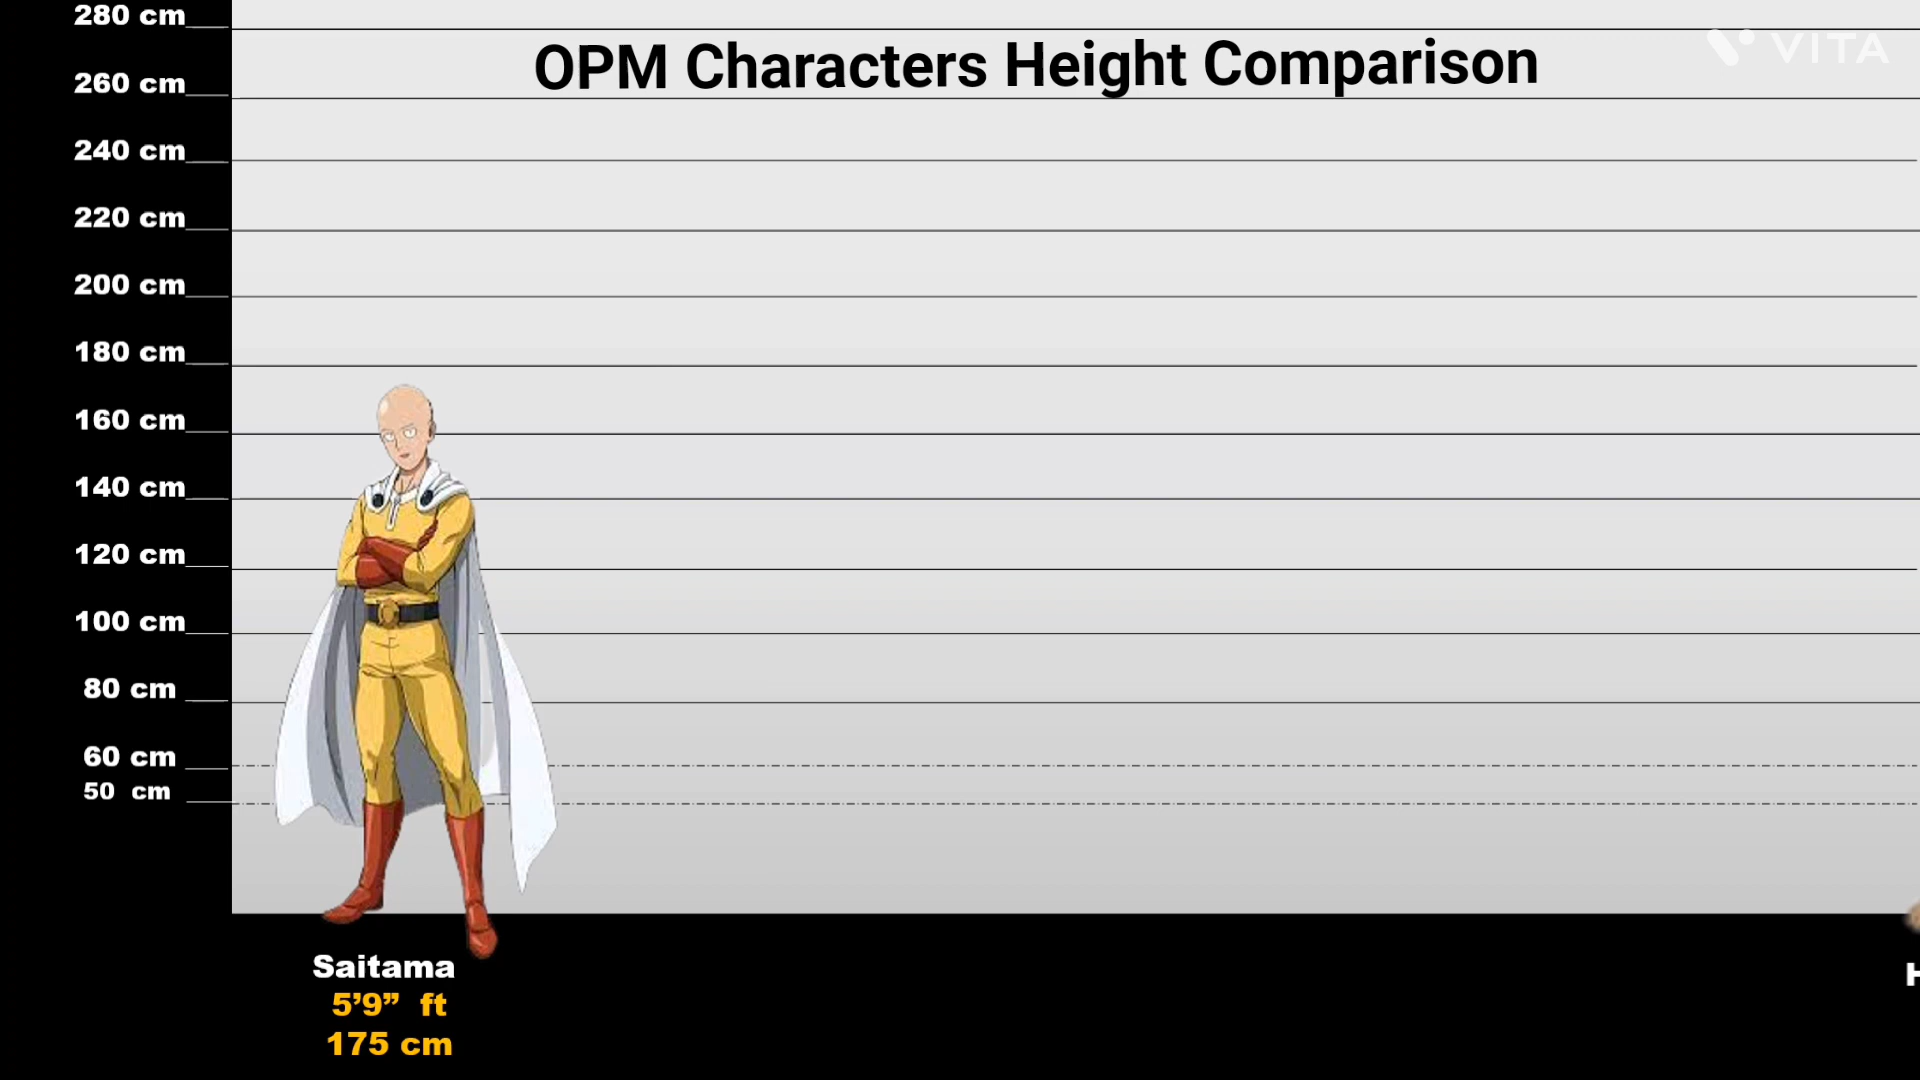 OPM Characters Height Comparison
VITA
280 cm
260 cm
240 cm
220 cm
200 cm
180 cm
160 cm
140 cm
120 cm
100 cm
80 cm
60 cm
50 cm
Saitama
5’9” ft
175 cm